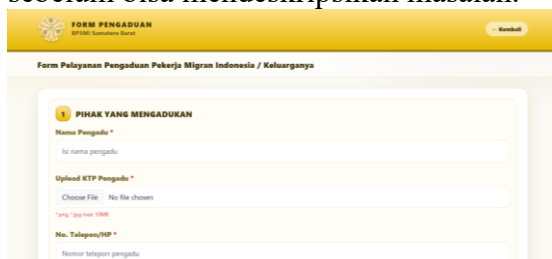 sebelum bisa mendeskripsikan masalah.
FORM PENGADUAN
BP3MI Sumatera Barat
← Kembali
Form Pelayanan Pengaduan Pekerja Migran Indonesia / Keluarganya
1 PIHAK YANG MENGADUKAN
Nama Pengadu *
Isi nama pengadu
Upload KTP Pengadu *
Choose File No file chosen
*.png, *.jpg max. 10MB
No. Telepon/HP *
Nomor telepon pengadu